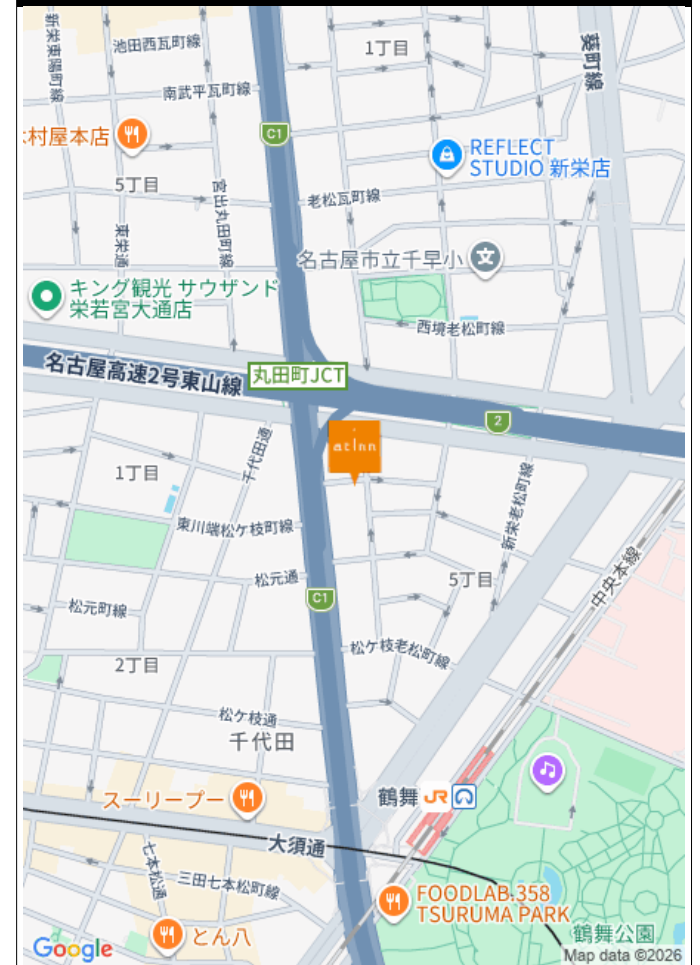 新栄東陽町線
池田西瓦町線
1丁目
葵町線
南武平瓦町線
C1
村屋本店
REFLECT
STUDIO 新栄店
5丁目
宮出丸田町線
老松瓦町線
東栄通
名古屋市立千早小
文
キング観光 サウザンド
栄若宮大通店
西境老松町線
名古屋高速2号東山線
丸田町JCT
2
atinn
千代田通
1丁目
新栄老松町線
東川端松ケ枝町線
中央本線
松元通
5丁目
C1
松元町線
松ケ枝老松町線
2丁目
松ケ枝通
千代田
鶴舞
JR
スーリープー
大須通
七本松通
三田七本松町線
FOODLAB.358
TSURUMA PARK
とん八
鶴舞公園
Google
Map data ©2026